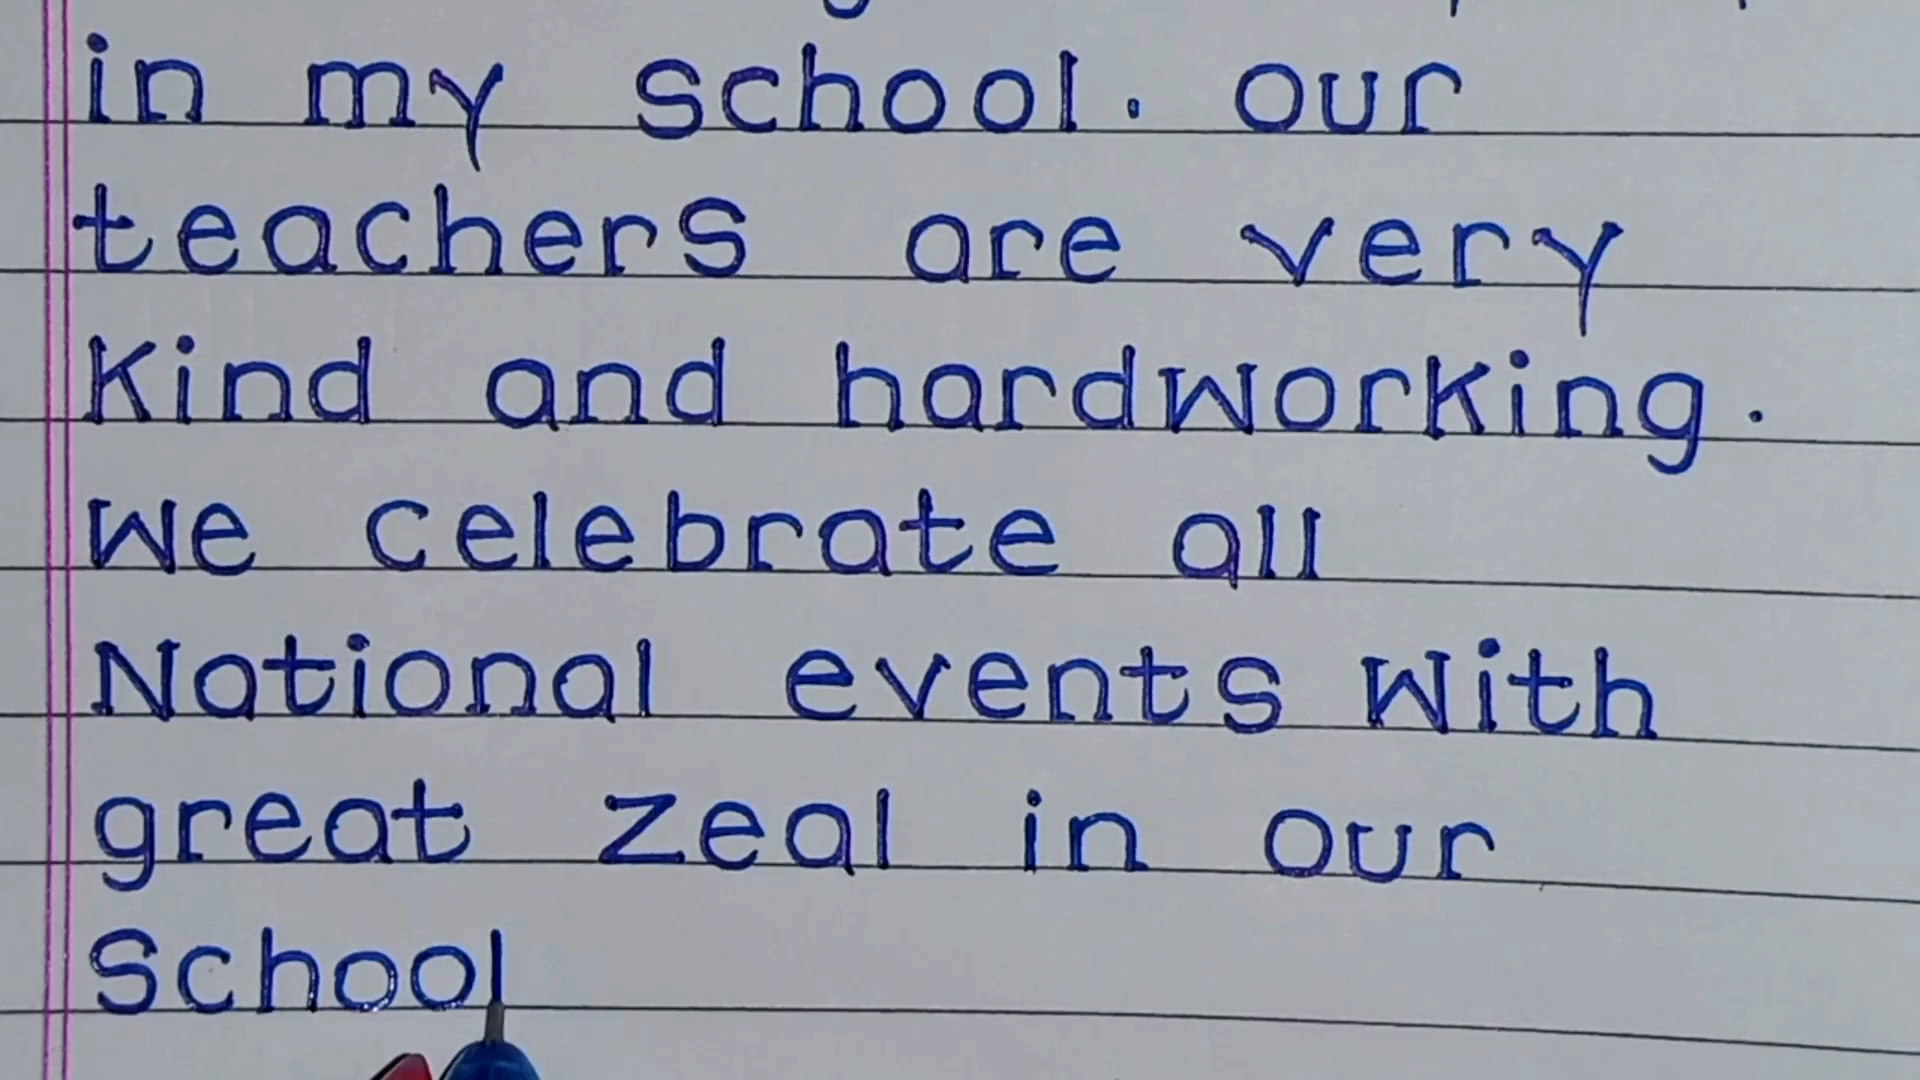 in my school. our
teachers are very
kind and hardworking.
we celebrate all
National events with
great zeal in our
School